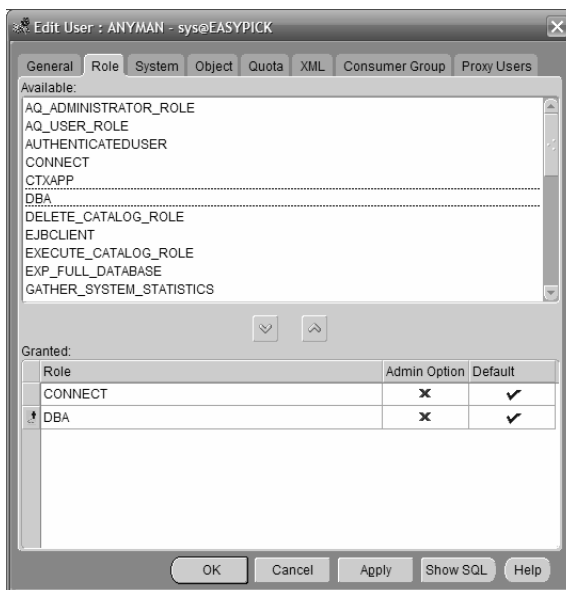 Edit User : ANYMAN - sys@EASYPICK
General Role System Object Quota XML Consumer Group Proxy Users
Available:
AQ_ADMINISTRATOR_ROLE
AQ_USER_ROLE
AUTHENTICATEDUSER
CONNECT
CTXAPP
DBA
DELETE_CATALOG_ROLE
EJBCLIENT
EXECUTE_CATALOG_ROLE
EXP_FULL_DATABASE
GATHER_SYSTEM_STATISTICS
Granted:
Role Admin Option Default
CONNECT
DBA
OK Cancel Apply Show SQL Help